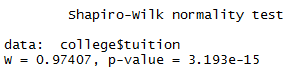 Shapiro-Wilk normality test
data:  college$tuition
W = 0.97407, p-value = 3.193e-15